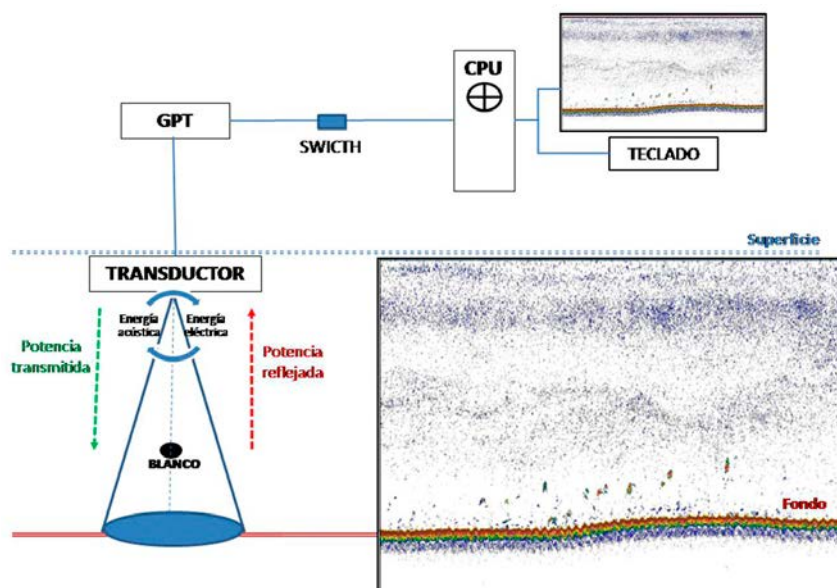 CPU
GPT
SWICTH
TECLADO
Superficie
TRANSDUCTOR
Energía
acústica
Energía
eléctrica
Potencia
transmitida
Potencia
reflejada
BLANCO
Fondo